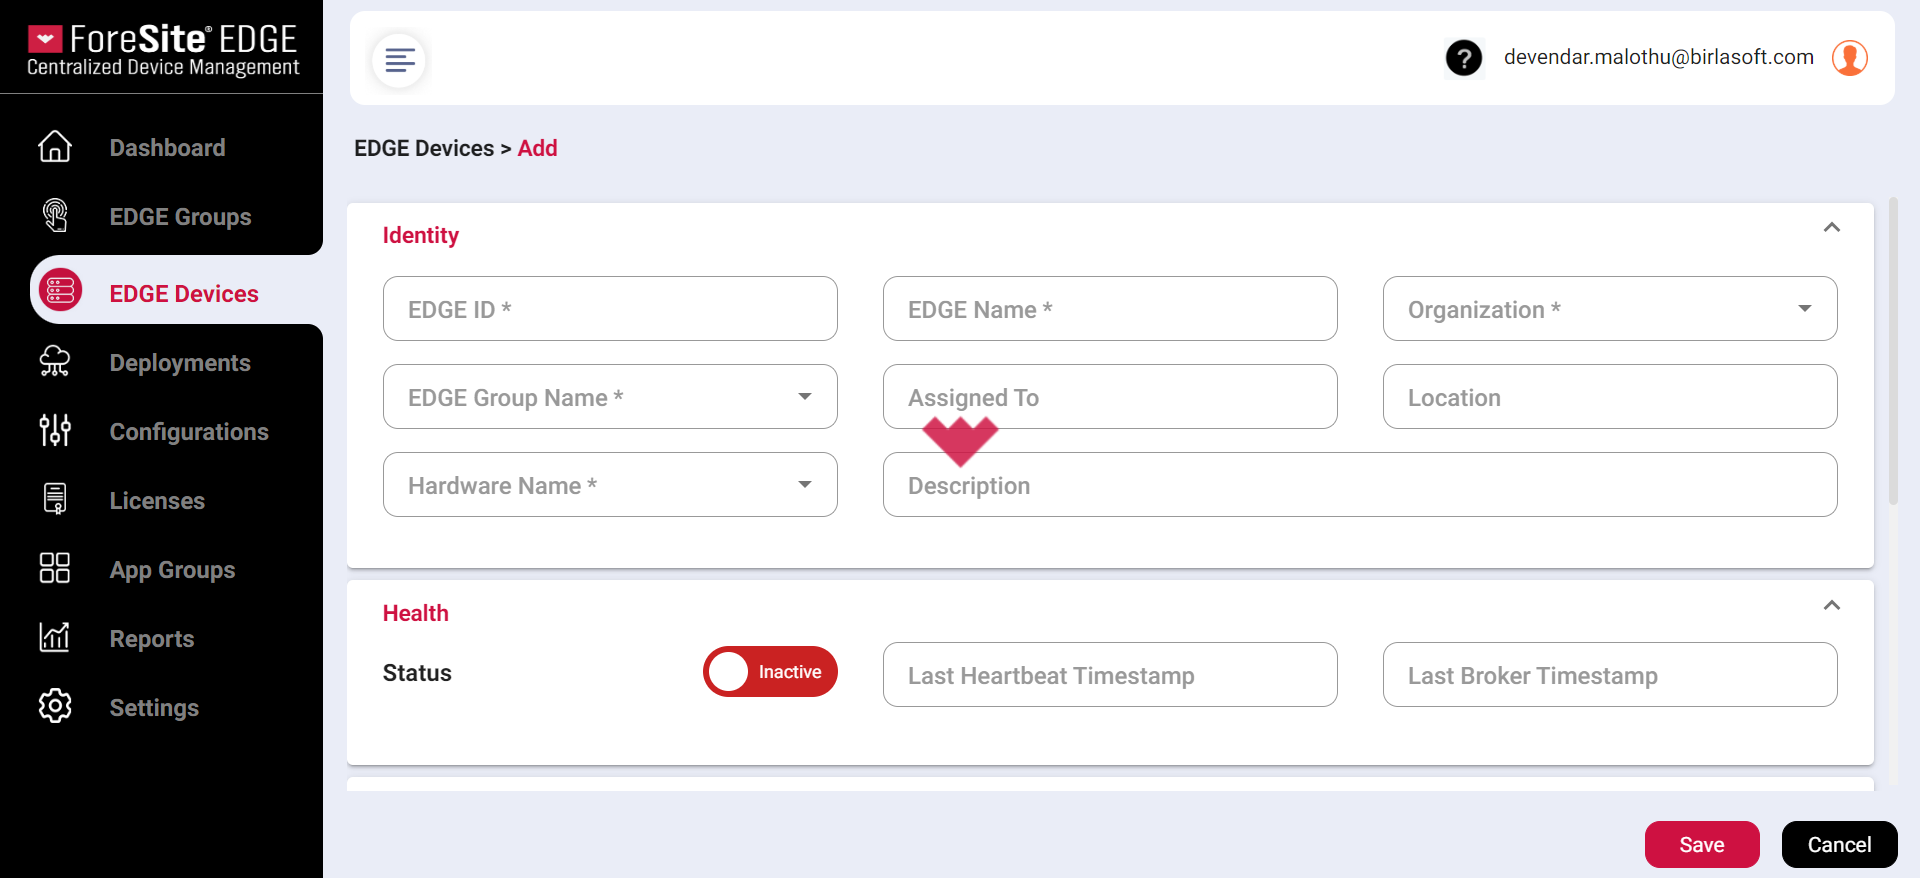 ForeSite® EDGE
Centralized Device Management
?
devendar.malothu@birlasoft.com
Dashboard
EDGE Groups
EDGE Devices
Deployments
Configurations
Licenses
App Groups
Reports
Settings
EDGE Devices > Add
Identity
EDGE ID *
EDGE Name *
Organization *
EDGE Group Name *
Assigned To
Location
Hardware Name *
Description
Health
Status
Inactive
Last Heartbeat Timestamp
Last Broker Timestamp
Save
Cancel